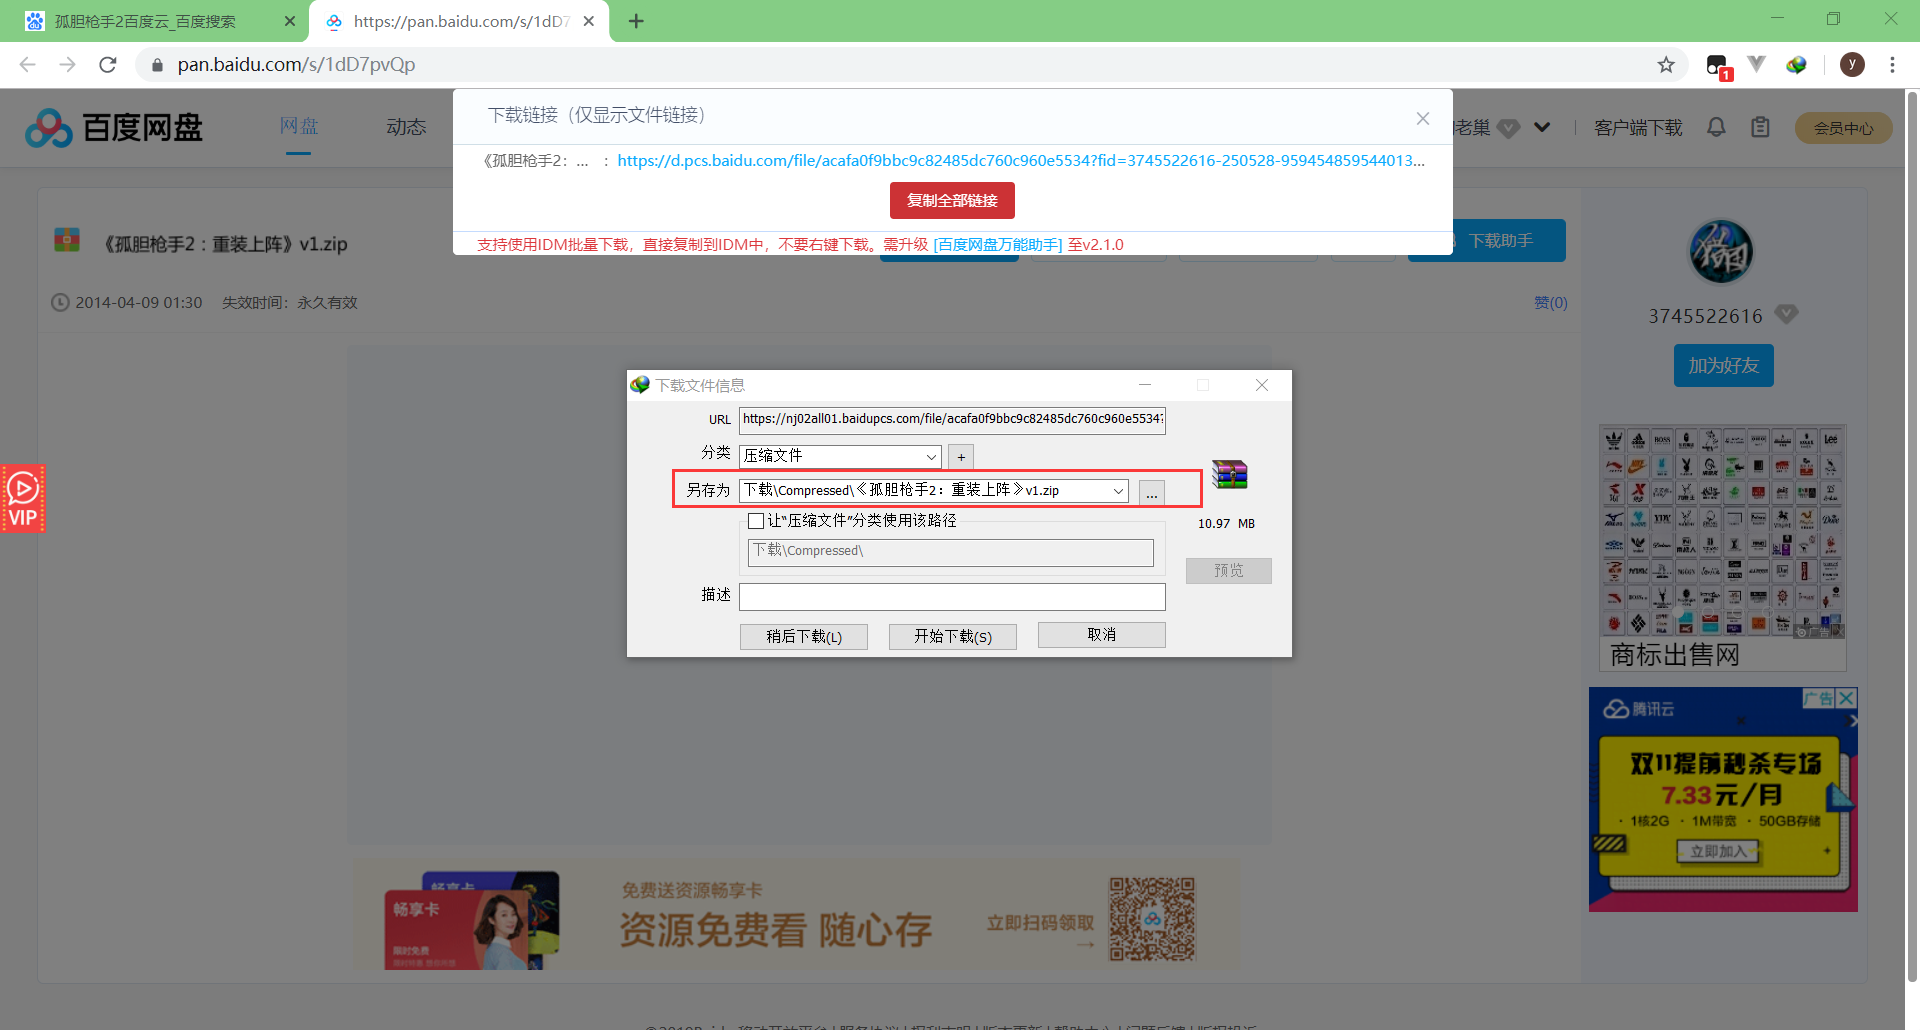 孤胆枪手2百度云_百度搜索
https://pan.baidu.com/s/1dD7
pan.baidu.com/s/1dD7pvQp
1
y
百度网盘
网盘
动态
老巢
客户端下载
会员中心
下载链接（仅显示文件链接）
《孤胆枪手2：... ：https://d.pcs.baidu.com/file/acafa0f9bbc9c82485dc760c960e5534?fid=3745522616-250528-959454859544013...
复制全部链接
支持使用IDM批量下载，直接复制到IDM中，不要右键下载。需升级 [百度网盘万能助手] 至v2.1.0
《孤胆枪手2：重装上阵》v1.zip
下载助手
2014-04-09 01:30 失效时间：永久有效
赞(0)
3745522616
加为好友
VIP
下载文件信息
URL https://nj02all01.baidupcs.com/file/acafa0f9bbc9c82485dc760c960e5534?
分类 压缩文件 +
另存为 下载\Compressed\《孤胆枪手2：重装上阵》v1.zip ...
让“压缩文件”分类使用该路径
下载\Compressed\
10.97 MB
预览
描述
稍后下载(L)
开始下载(S)
取消
BOSS
Lee
广告
商标出售网
腾讯云
广告
双11提前秒杀专场
7.33元/月
· 1核2G · 1M带宽 · 50GB存储
立即加入
畅享卡
畅享卡
限时免费
免费送资源畅享卡
资源免费看 随心存
立即扫码领取